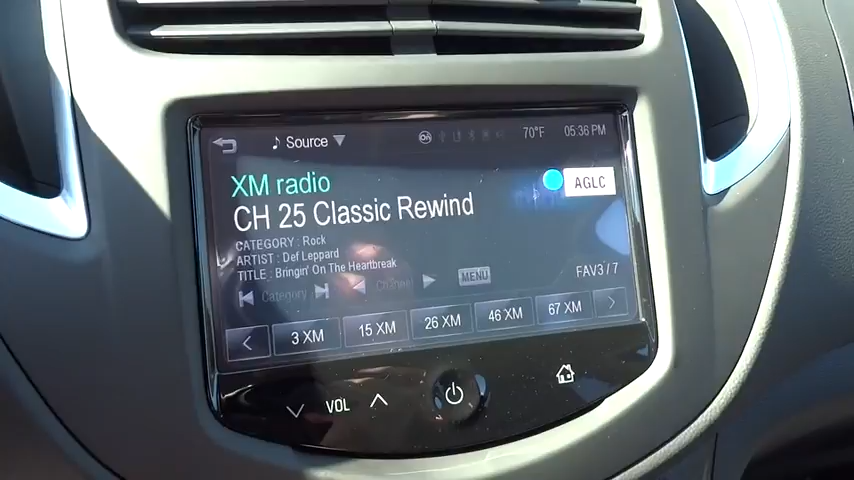 Source
70°F
05:36 PM
XM radio
AGLC
CH 25 Classic Rewind
CATEGORY : Rock
ARTIST : Def Leppard
TITLE : Bringin' On The Heartbreak
Category
Channel
MENU
FAV3 / 7
< 3 XM 15 XM 26 XM 46 XM 67 XM >
VOL